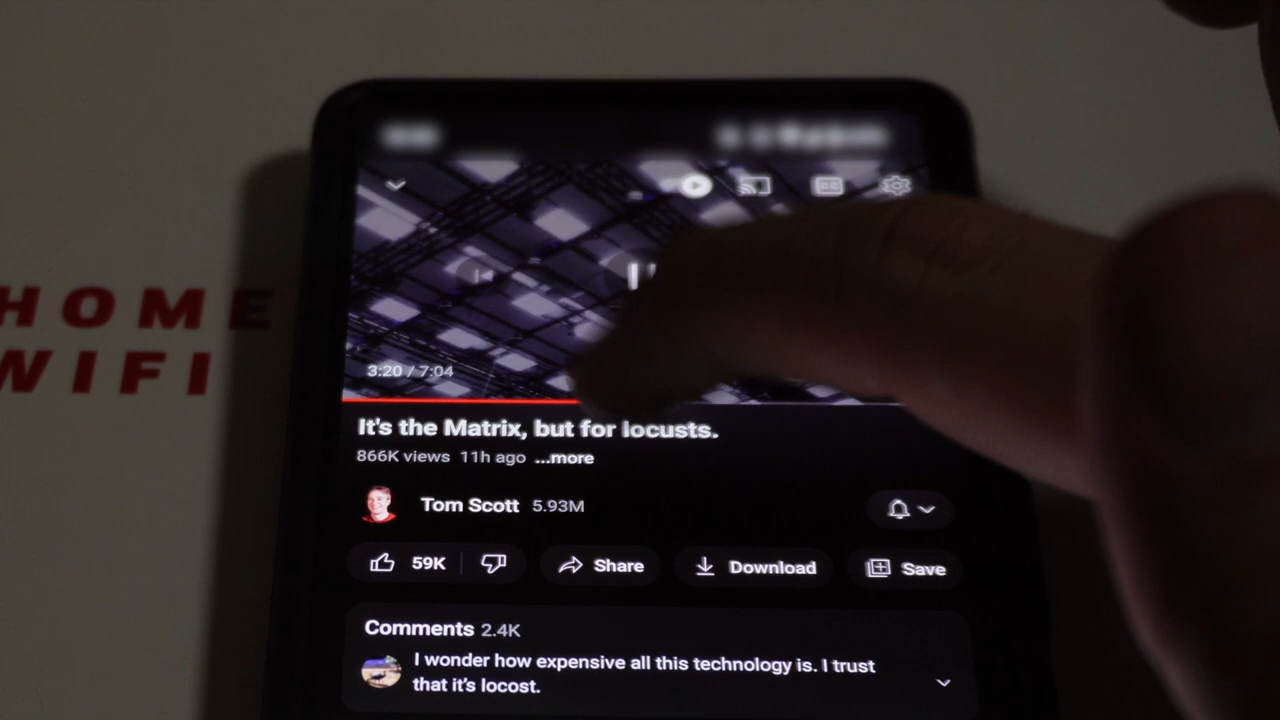 HOME
WIFI
CC
3:20 / 7:04
It's the Matrix, but for locusts.
866K views 11h ago ...more
Tom Scott 5.93M
59K Share Download Save
Comments 2.4K
I wonder how expensive all this technology is. I trust
that it's locost.